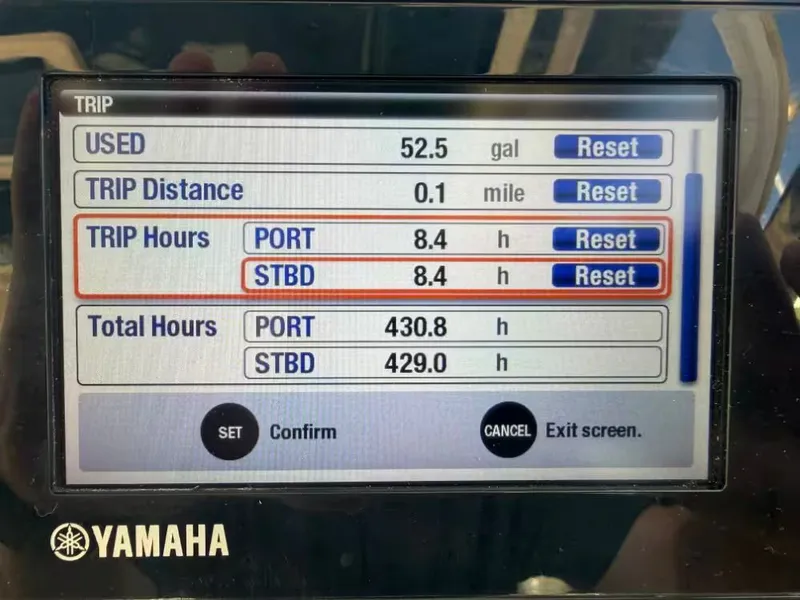 TRIP
USED 52.5 gal Reset
TRIP Distance 0.1 mile Reset
TRIP Hours PORT 8.4 h Reset
STBD 8.4 h Reset
Total Hours PORT 430.8 h
STBD 429.0 h
SET Confirm CANCEL Exit screen.
YAMAHA